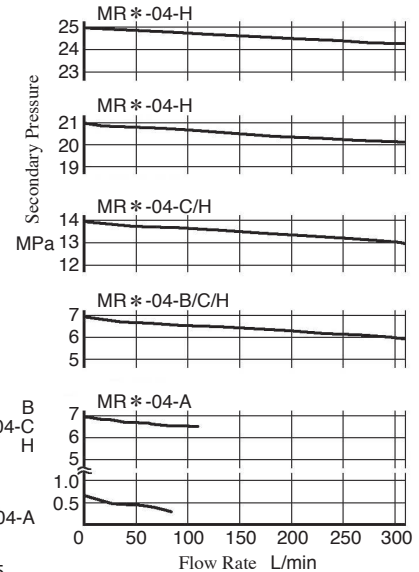 MR＊-04-H
25
24
23
MR＊-04-H
21
20
19
Secondary Pressure
MR＊-04-C/H
14
MPa 13
12
MR＊-04-B/C/H
7
6
5
MR＊-04-A
B 7
04-C 6
H
5
1.0
0.5
04-A
0 50 100 150 200 250 300
Flow Rate L/min